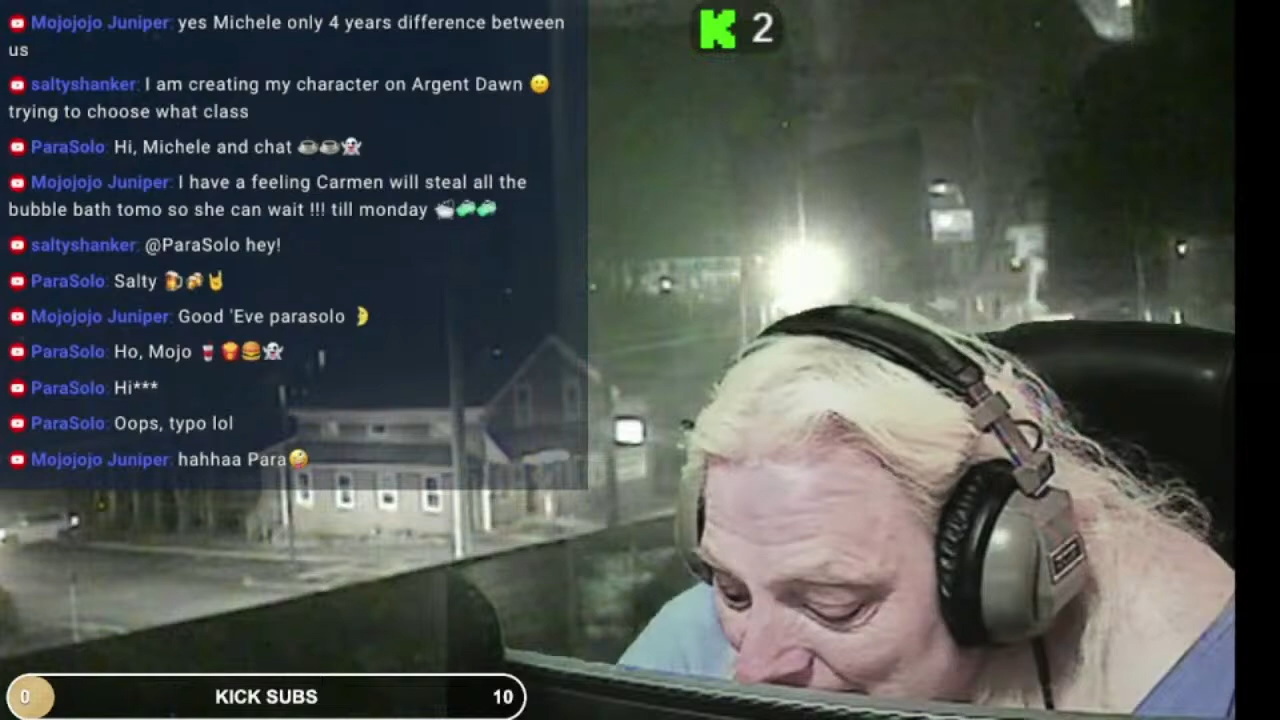 Mojojojo Juniper: yes Michele only 4 years difference between
us
saltyshanker: I am creating my character on Argent Dawn 🙂
trying to choose what class
ParaSolo: Hi, Michele and chat ☕☕👻
Mojojojo Juniper: I have a feeling Carmen will steal all the
bubble bath tomo so she can wait !!! till monday 🛁🧼🧼
saltyshanker: @ParaSolo hey!
ParaSolo: Salty 🍺🍻🤘
Mojojojo Juniper: Good 'Eve parasolo 🌛
ParaSolo: Ho, Mojo 🥤🍟🍔👻
ParaSolo: Hi***
ParaSolo: Oops, typo lol
Mojojojo Juniper: hahhaa Para🤪
K 2
0 KICK SUBS 10